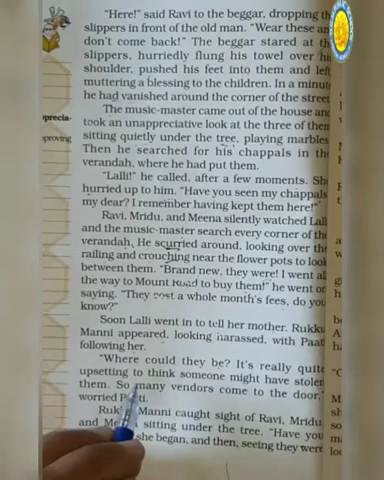 "Here!" said Ravi to the beggar, dropping th
slippers in front of the old man. "Wear these an
don't come back!" The beggar stared at th
slippers, hurriedly flung his towel over his
shoulder, pushed his feet into them and left
muttering a blessing to the children. In a minut
he had vanished around the corner of the street
The music-master came out of the house and
took an unappreciative look at the three of them
sitting quietly under the tree, playing marbles
Then he searched for his chappals in the
verandah, where he had put them.
"Lalli!" he called, after a few moments. She
hurried up to him. "Have you seen my chappals
my dear? I remember having kept them here!"
Ravi, Mridu, and Meena silently watched Lall
and the music-master search every corner of the
verandah. He scurried around, looking over the
railing and crouching near the flower pots to look
between them. "Brand new, they were! I went all
the way to Mount Road to buy them!" he went on
saying. "They cost a whole month's fees, do you
know?"
Soon Lalli went in to tell her mother. Rukku
Manni appeared, looking harassed, with Paat
following her.
"Where could they be? It's really quite
upsetting to think someone might have stolen
them. So many vendors come to the door,"
worried
Manni caught sight of Ravi, Mridu
and sitting under the tree. "Have you
she began, and then, seeing they were
precia-
proving